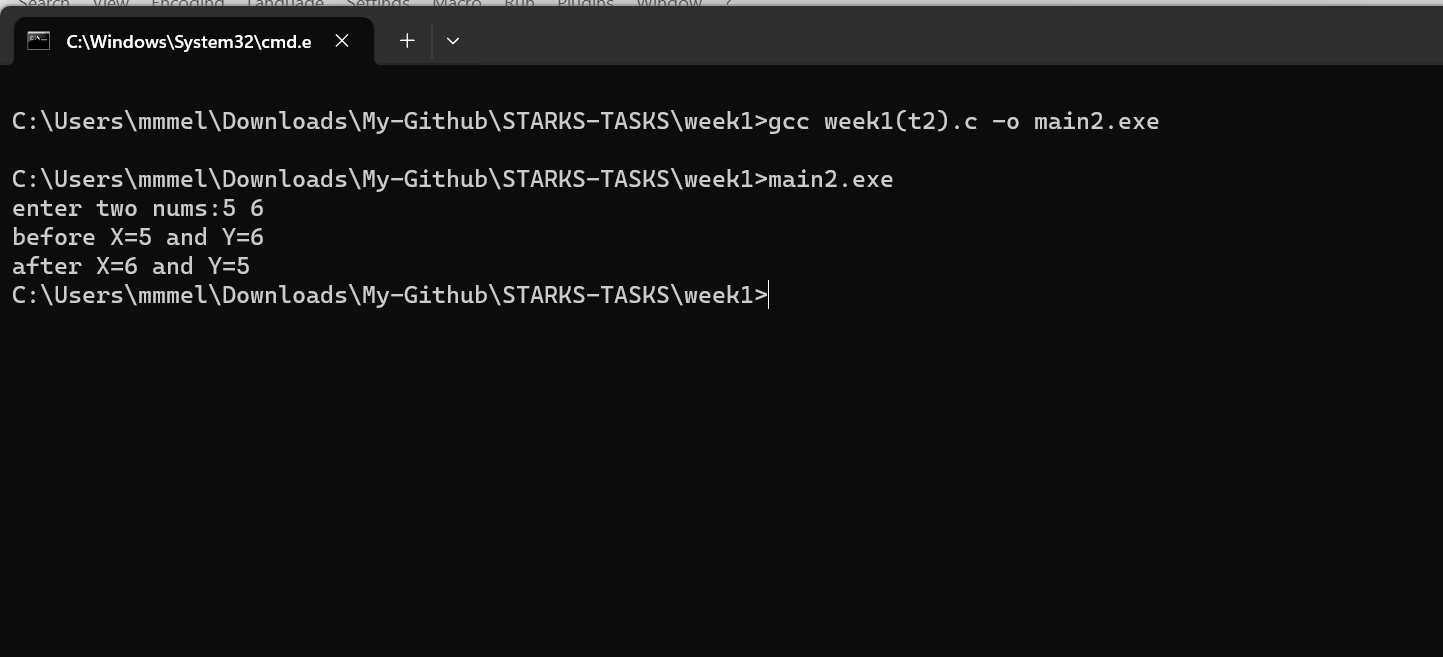 Search View Encoding Language Settings Macro Run Plugins Window ?
C:\Windows\System32\cmd.e
C:\Users\mmmel\Downloads\My-Github\STARKS-TASKS\week1>gcc week1(t2).c -o main2.exe
C:\Users\mmmel\Downloads\My-Github\STARKS-TASKS\week1>main2.exe
enter two nums:5 6
before X=5 and Y=6
after X=6 and Y=5
C:\Users\mmmel\Downloads\My-Github\STARKS-TASKS\week1>